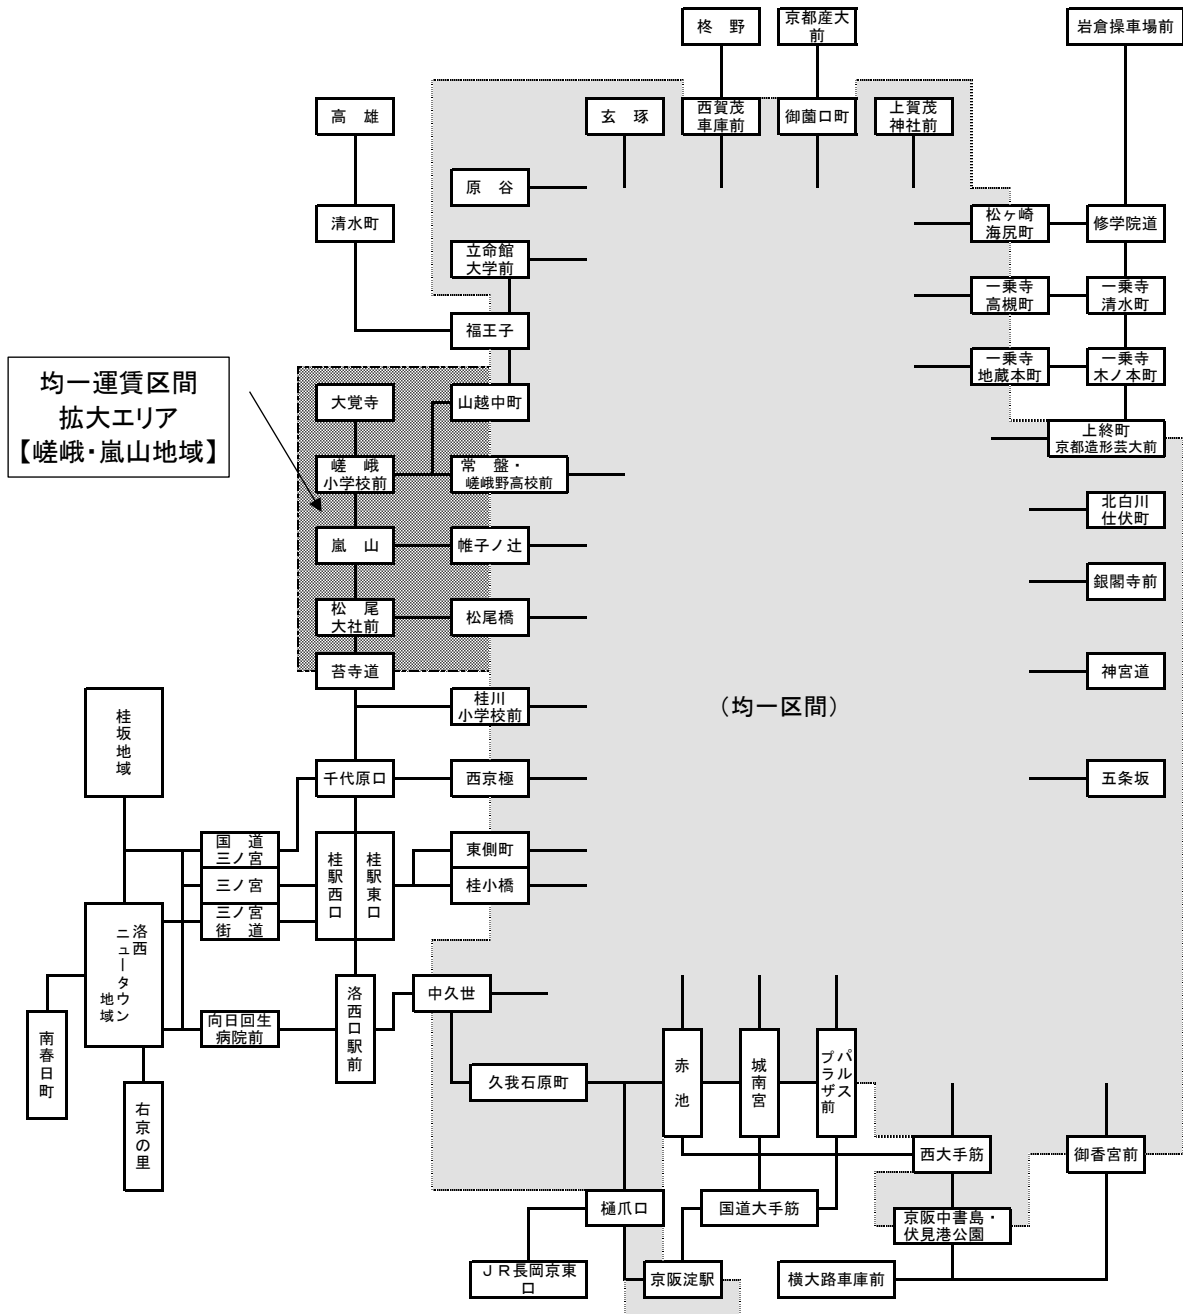 柊　野
京都産大
前
岩倉操車場前
高　雄
玄　琢
西賀茂
車庫前
御薗口町
上賀茂
神社前
原　谷
清水町
松ヶ崎
海尻町
修学院道
立命館
大学前
一乗寺
高槻町
一乗寺
清水町
福王子
均一運賃区間
拡大エリア
【嵯峨・嵐山地域】
一乗寺
地蔵本町
一乗寺
木ノ本町
大覚寺
山越中町
上終町
京都造形芸大前
嵯　峨
小学校前
常　盤・
嵯峨野高校前
北白川
仕伏町
嵐　山
帷子ノ辻
銀閣寺前
松　尾
大社前
松尾橋
苔寺道
神宮道
桂坂地域
桂川
小学校前
（均一区間）
千代原口
西京極
五条坂
国　道
三ノ宮
桂駅西口
桂駅東口
東側町
三ノ宮
桂小橋
三ノ宮
街　道
洛西
ニュータウン
地域
中久世
南春日町
向日回生
病院前
洛西口駅前
久我石原町
赤　池
城南宮
パルス
プラザ前
右京の里
西大手筋
御香宮前
樋爪口
国道大手筋
京阪中書島・
伏見港公園
ＪＲ長岡京東
口
京阪淀駅
横大路車庫前